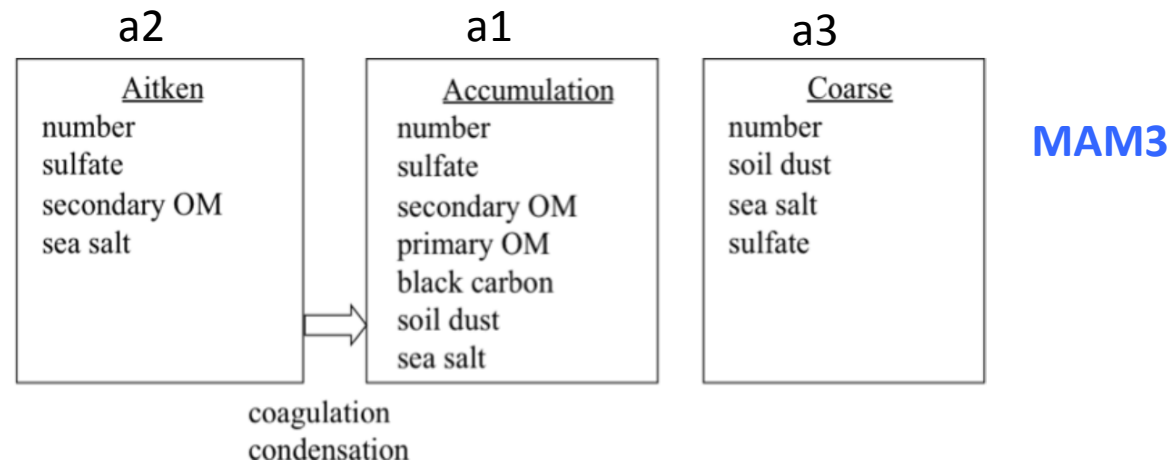 a2
Aitken
number
sulfate
secondary OM
sea salt
a1
Accumulation
number
sulfate
secondary OM
primary OM
black carbon
soil dust
sea salt
a3
Coarse
number
soil dust
sea salt
sulfate
MAM3
coagulation
condensation